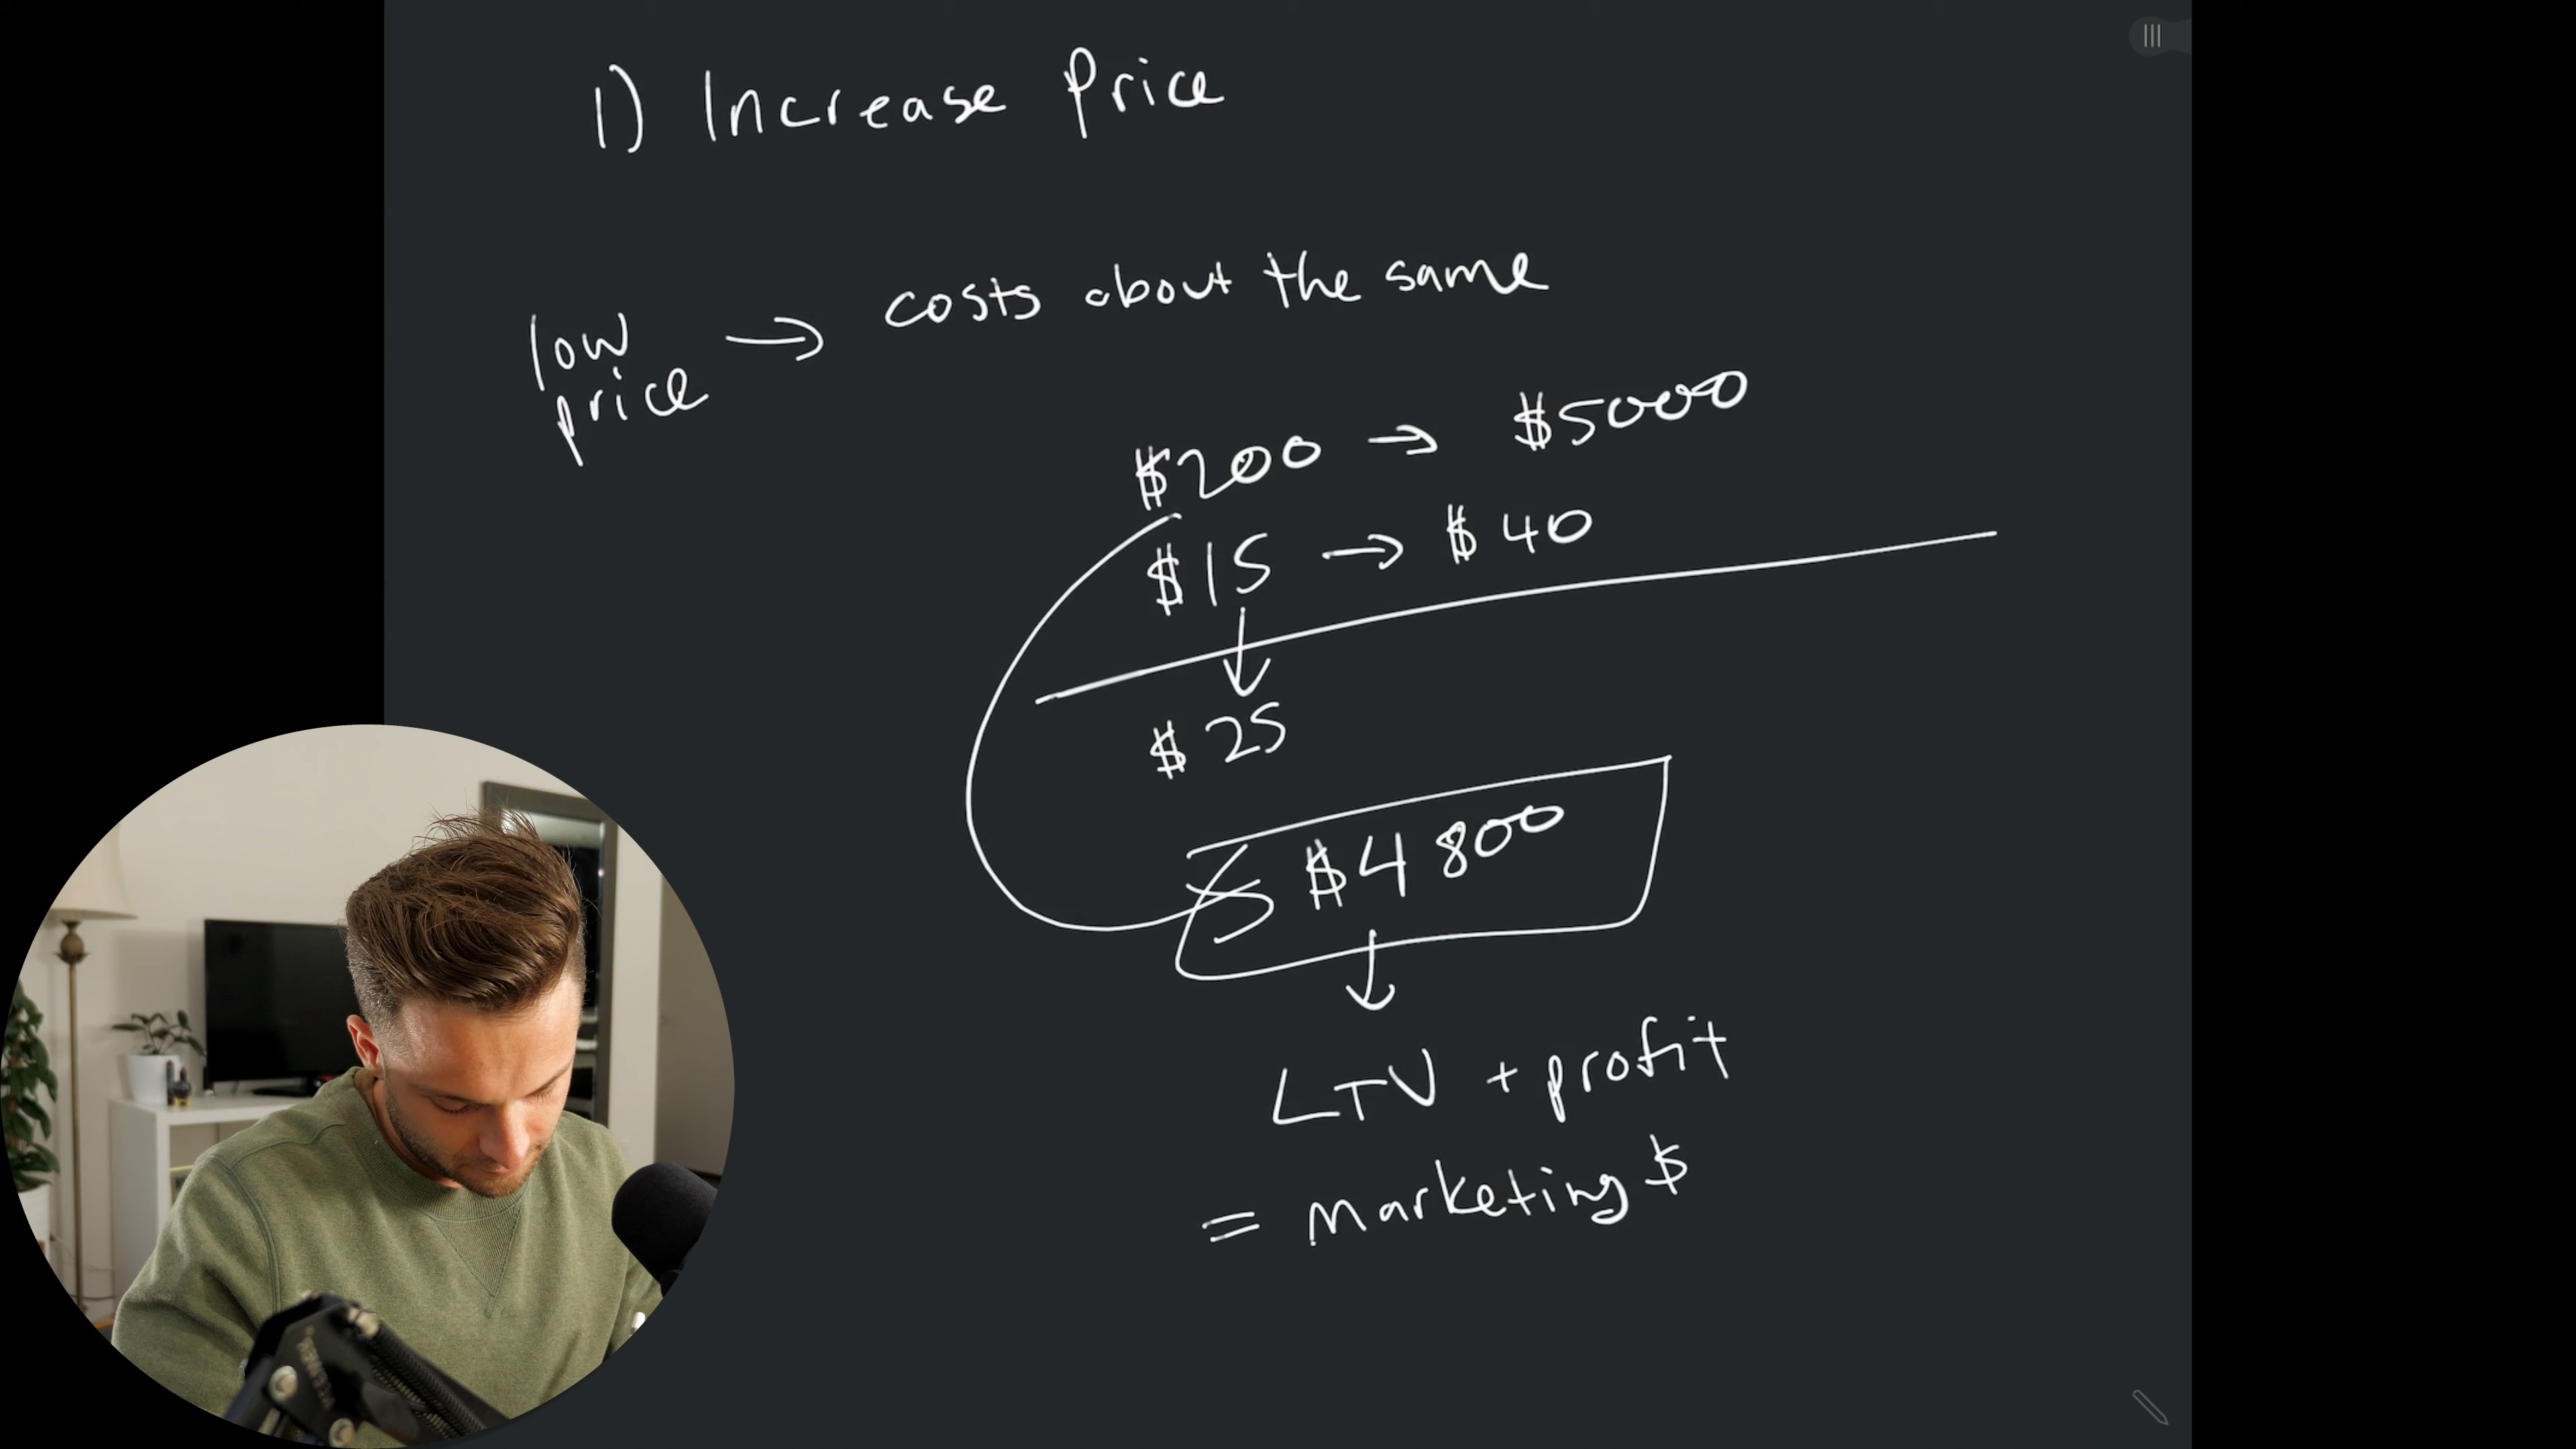 1) Increase Price
low price → costs about the same
$200 → $5000
$15 → $40
↓
$25
$4800
↓
LTV + profit
= marketing $